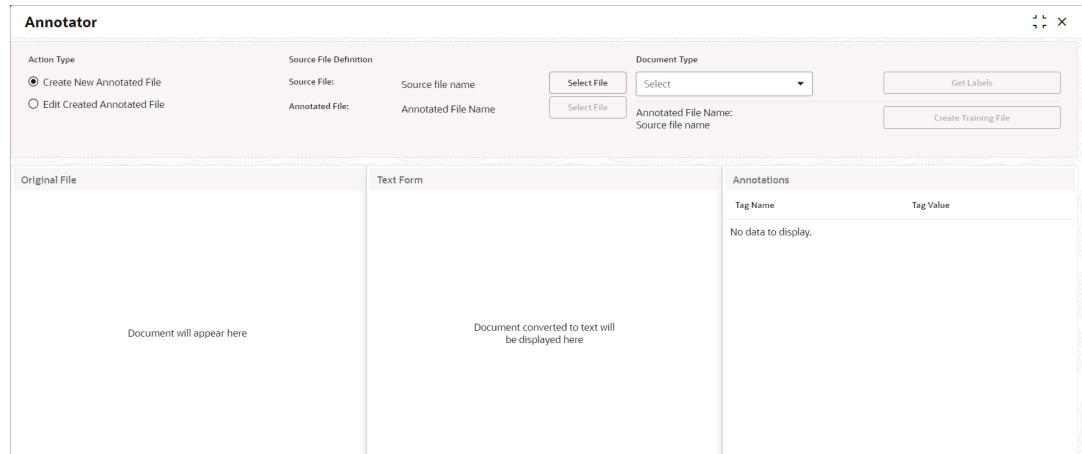 Annotator
Action Type
Create New Annotated File
Edit Created Annotated File
Source File Definition
Source File: Source file name Select File
Annotated File: Annotated File Name Select File
Document Type
Select
Get Labels
Annotated File Name:
Source file name
Create Training File
Original File
Document will appear here
Text Form
Document converted to text will
be displayed here
Annotations
Tag Name Tag Value
No data to display.